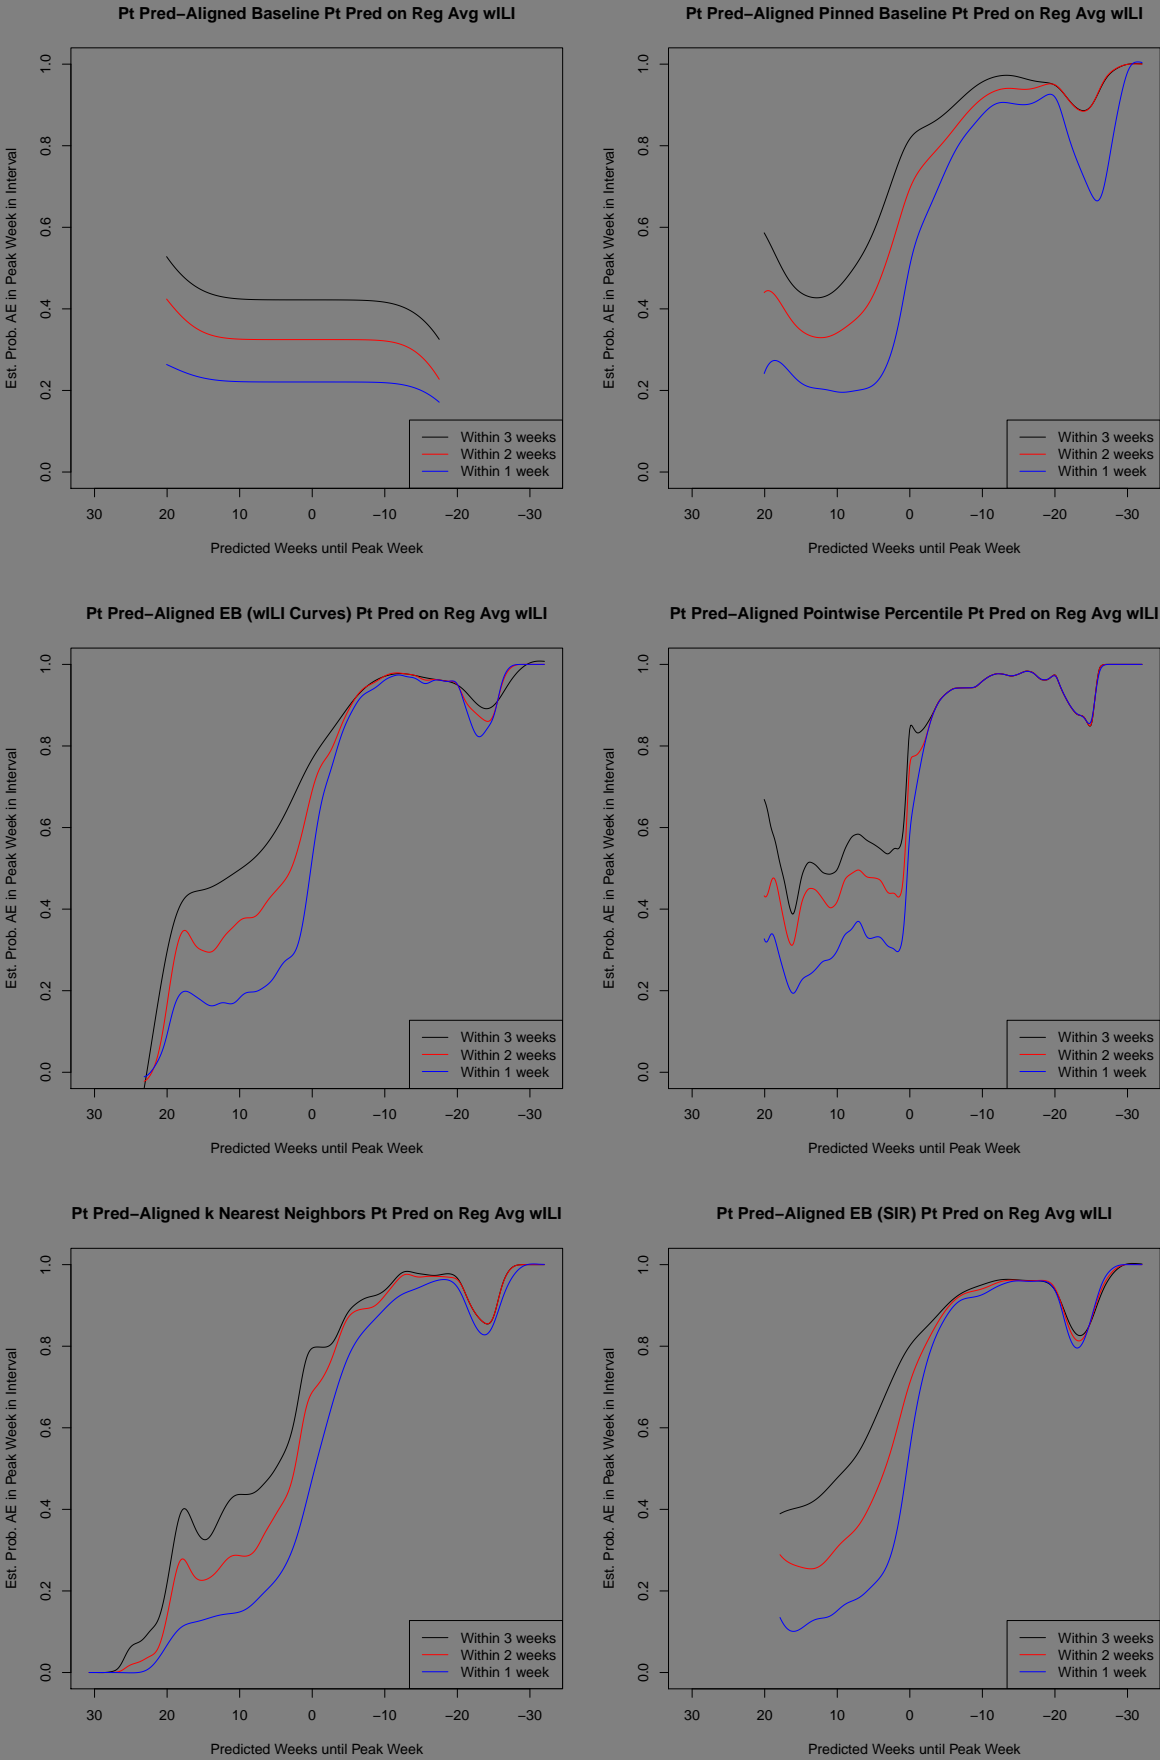 Pt Pred−Aligned Baseline Pt Pred on Reg Avg wILI
Est. Prob. AE in Peak Week in Interval
1.0
0.8
0.6
0.4
0.2
0.0
Within 3 weeks
Within 2 weeks
Within 1 week
30 20 10 0 −10 −20 −30
Predicted Weeks until Peak Week
Pt Pred−Aligned Pinned Baseline Pt Pred on Reg Avg wILI
Est. Prob. AE in Peak Week in Interval
1.0
0.8
0.6
0.4
0.2
0.0
Within 3 weeks
Within 2 weeks
Within 1 week
30 20 10 0 −10 −20 −30
Predicted Weeks until Peak Week
Pt Pred−Aligned EB (wILI Curves) Pt Pred on Reg Avg wILI
Est. Prob. AE in Peak Week in Interval
1.0
0.8
0.6
0.4
0.2
0.0
Within 3 weeks
Within 2 weeks
Within 1 week
30 20 10 0 −10 −20 −30
Predicted Weeks until Peak Week
Pt Pred−Aligned Pointwise Percentile Pt Pred on Reg Avg wILI
Est. Prob. AE in Peak Week in Interval
1.0
0.8
0.6
0.4
0.2
0.0
Within 3 weeks
Within 2 weeks
Within 1 week
30 20 10 0 −10 −20 −30
Predicted Weeks until Peak Week
Pt Pred−Aligned k Nearest Neighbors Pt Pred on Reg Avg wILI
Est. Prob. AE in Peak Week in Interval
1.0
0.8
0.6
0.4
0.2
0.0
Within 3 weeks
Within 2 weeks
Within 1 week
30 20 10 0 −10 −20 −30
Predicted Weeks until Peak Week
Pt Pred−Aligned EB (SIR) Pt Pred on Reg Avg wILI
Est. Prob. AE in Peak Week in Interval
1.0
0.8
0.6
0.4
0.2
0.0
Within 3 weeks
Within 2 weeks
Within 1 week
30 20 10 0 −10 −20 −30
Predicted Weeks until Peak Week